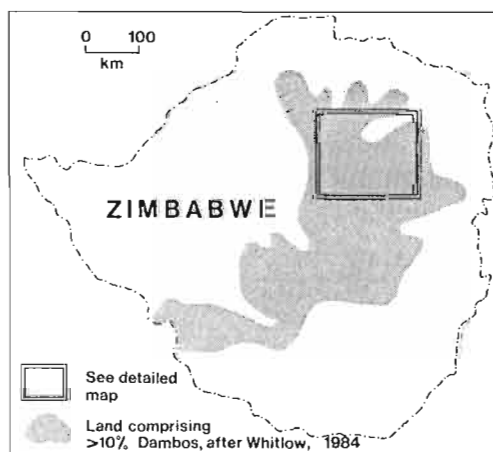 0 100
km
ZIMBABWE
See detailed
map
Land comprising
>10% Dambos, after Whitlow, 1984